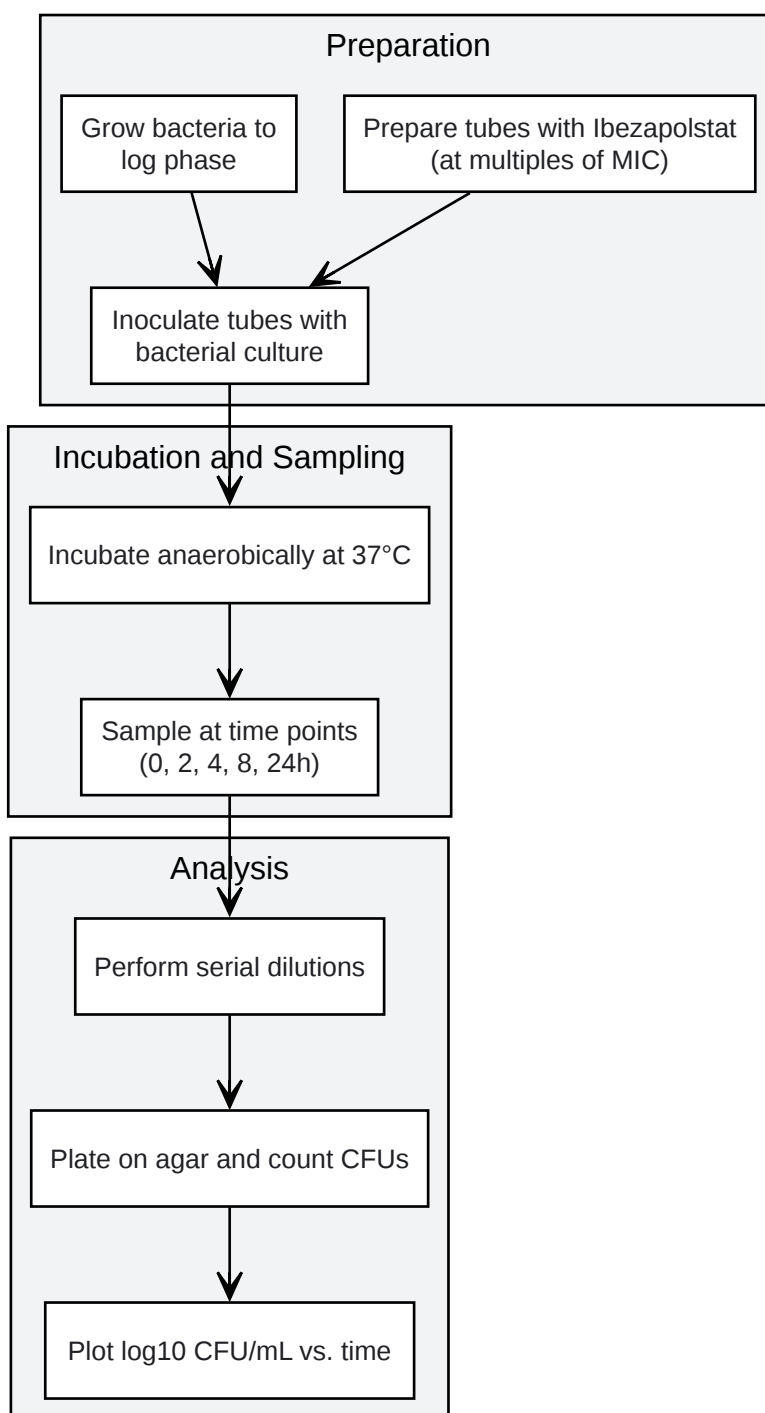 Preparation
Grow bacteria to
log phase
Prepare tubes with Ibezapolstat
(at multiples of MIC)
Inoculate tubes with
bacterial culture
Incubation and Sampling
Incubate anaerobically at 37°C
Sample at time points
(0, 2, 4, 8, 24h)
Analysis
Perform serial dilutions
Plate on agar and count CFUs
Plot log10 CFU/mL vs. time